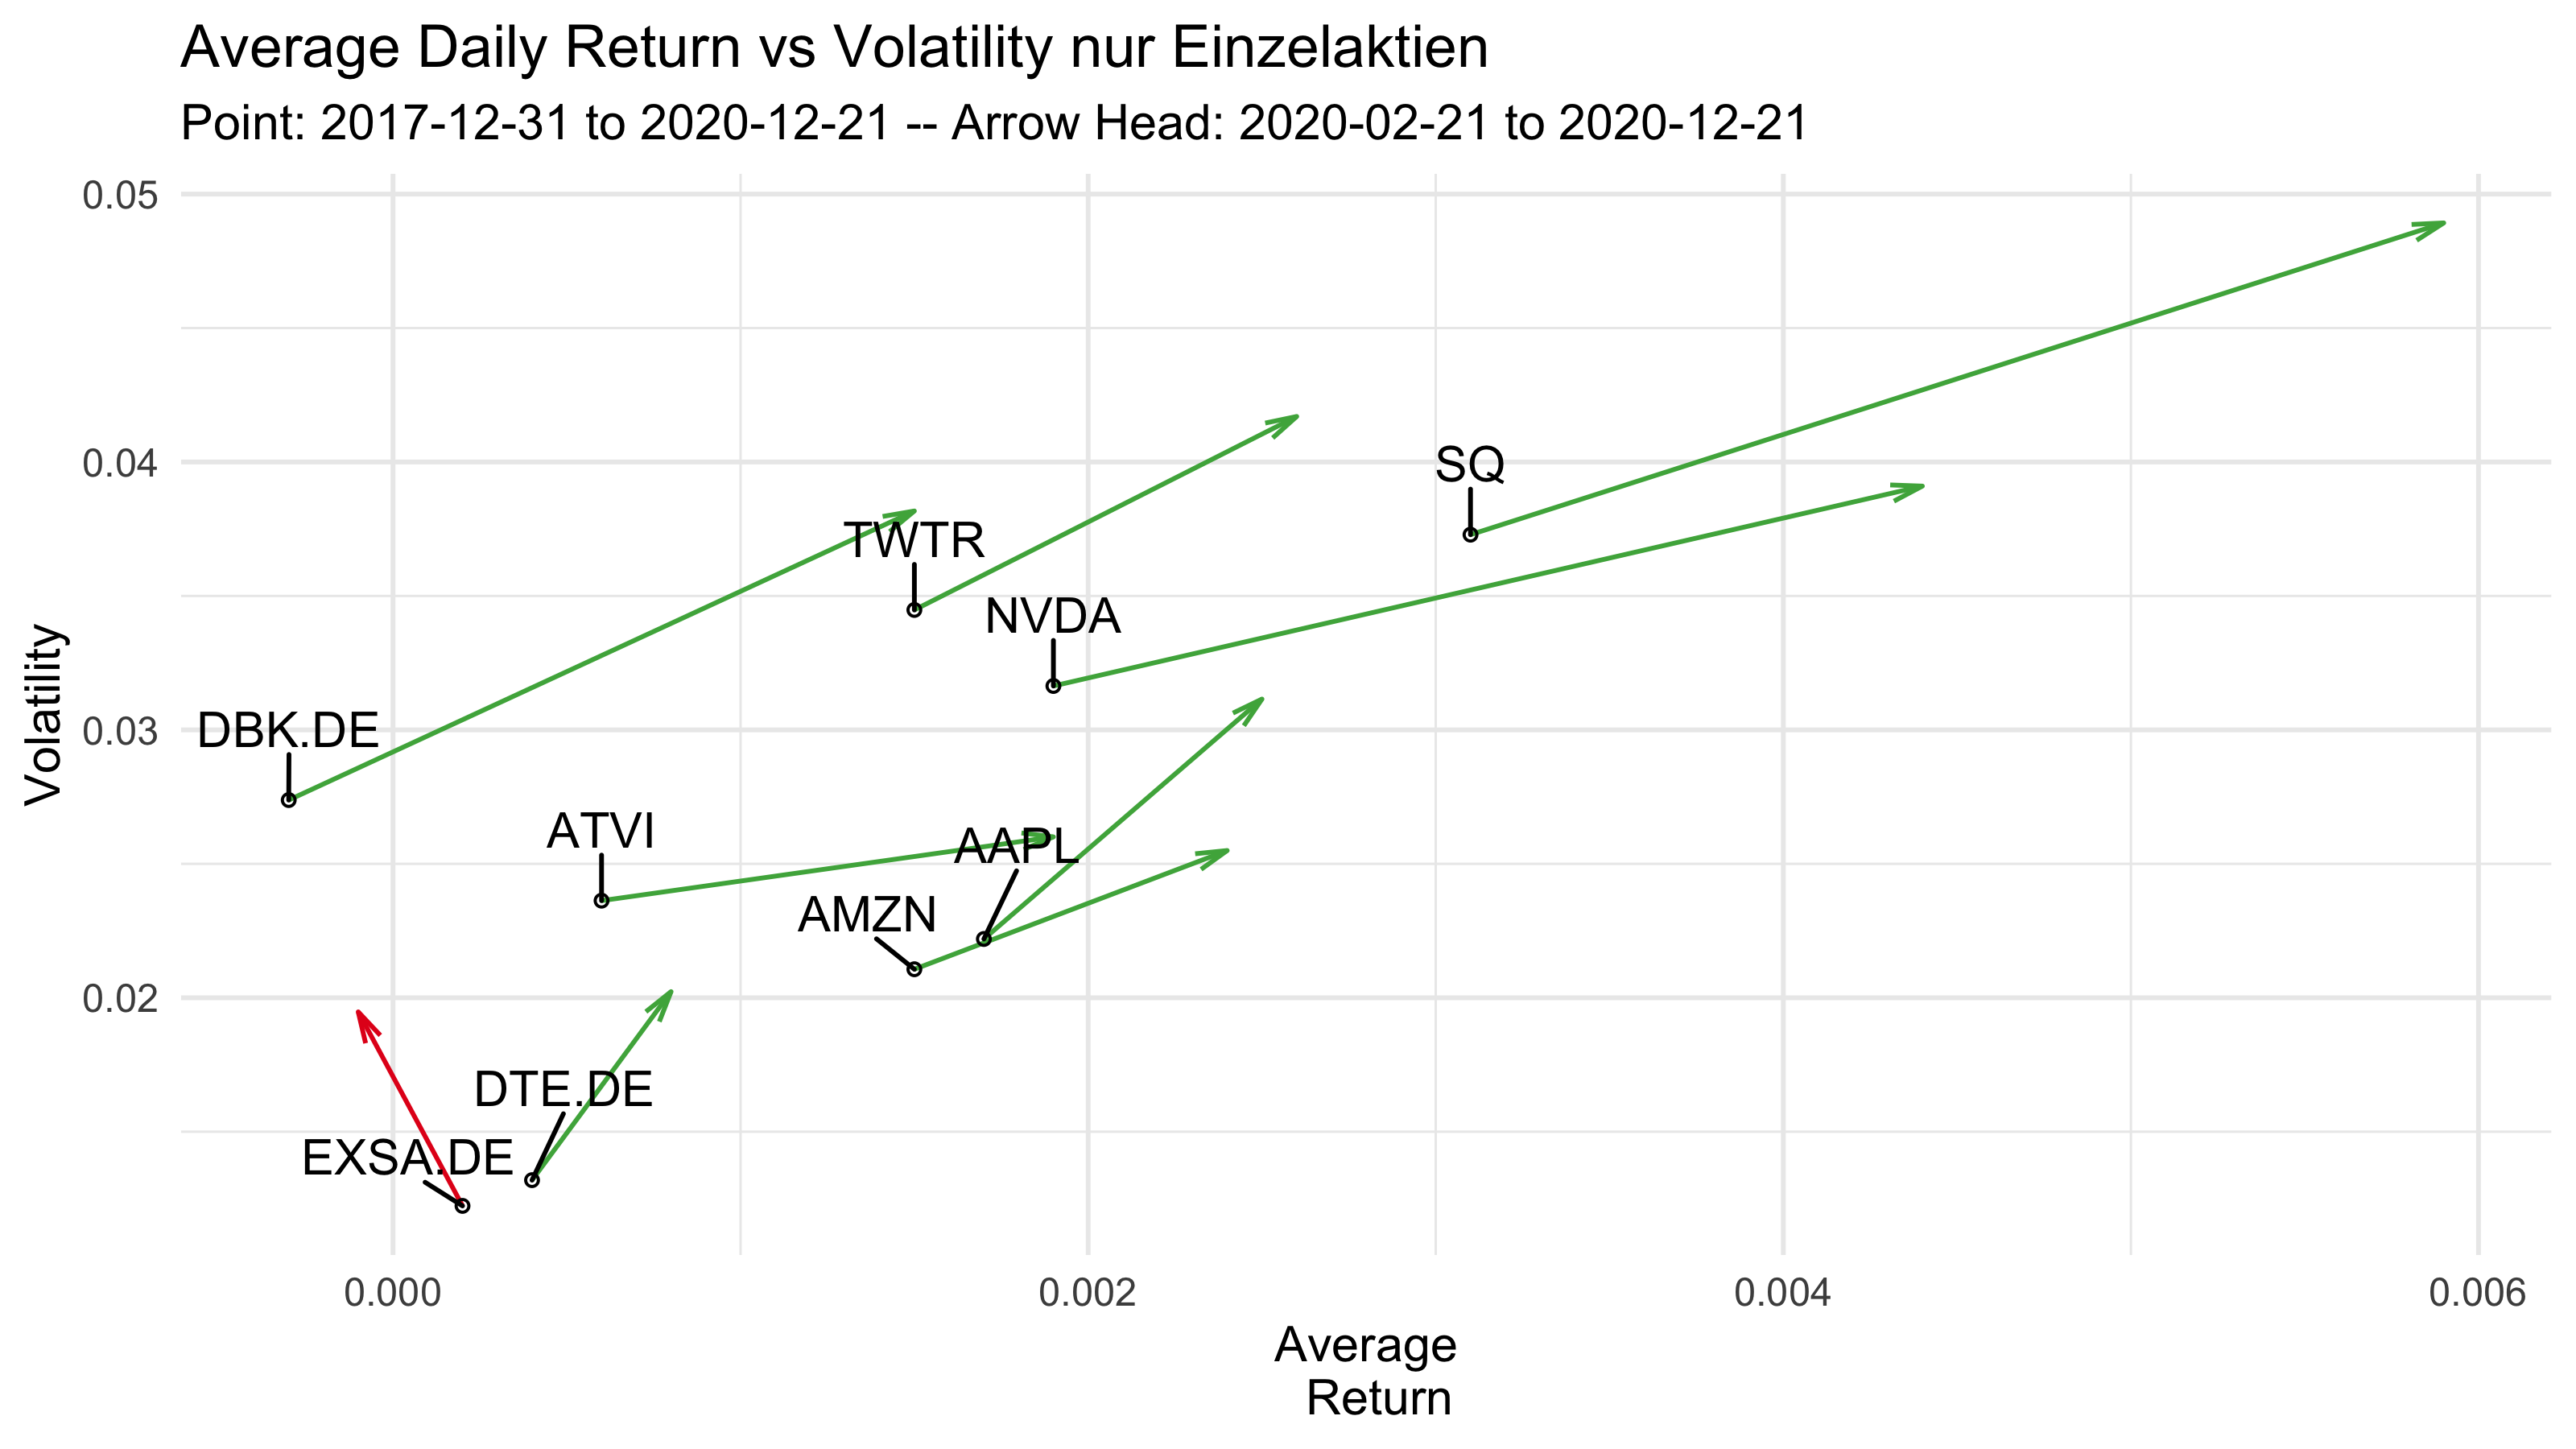 Average Daily Return vs Volatility nur Einzelaktien
Point: 2017-12-31 to 2020-12-21 -- Arrow Head: 2020-02-21 to 2020-12-21
0.05
0.04
0.03
0.02
Volatility
SQ
TWTR
NVDA
DBK.DE
ATVI
AAPL
AMZN
DTE.DE
EXSA.DE
0.000
0.002
0.004
0.006
Average
Return